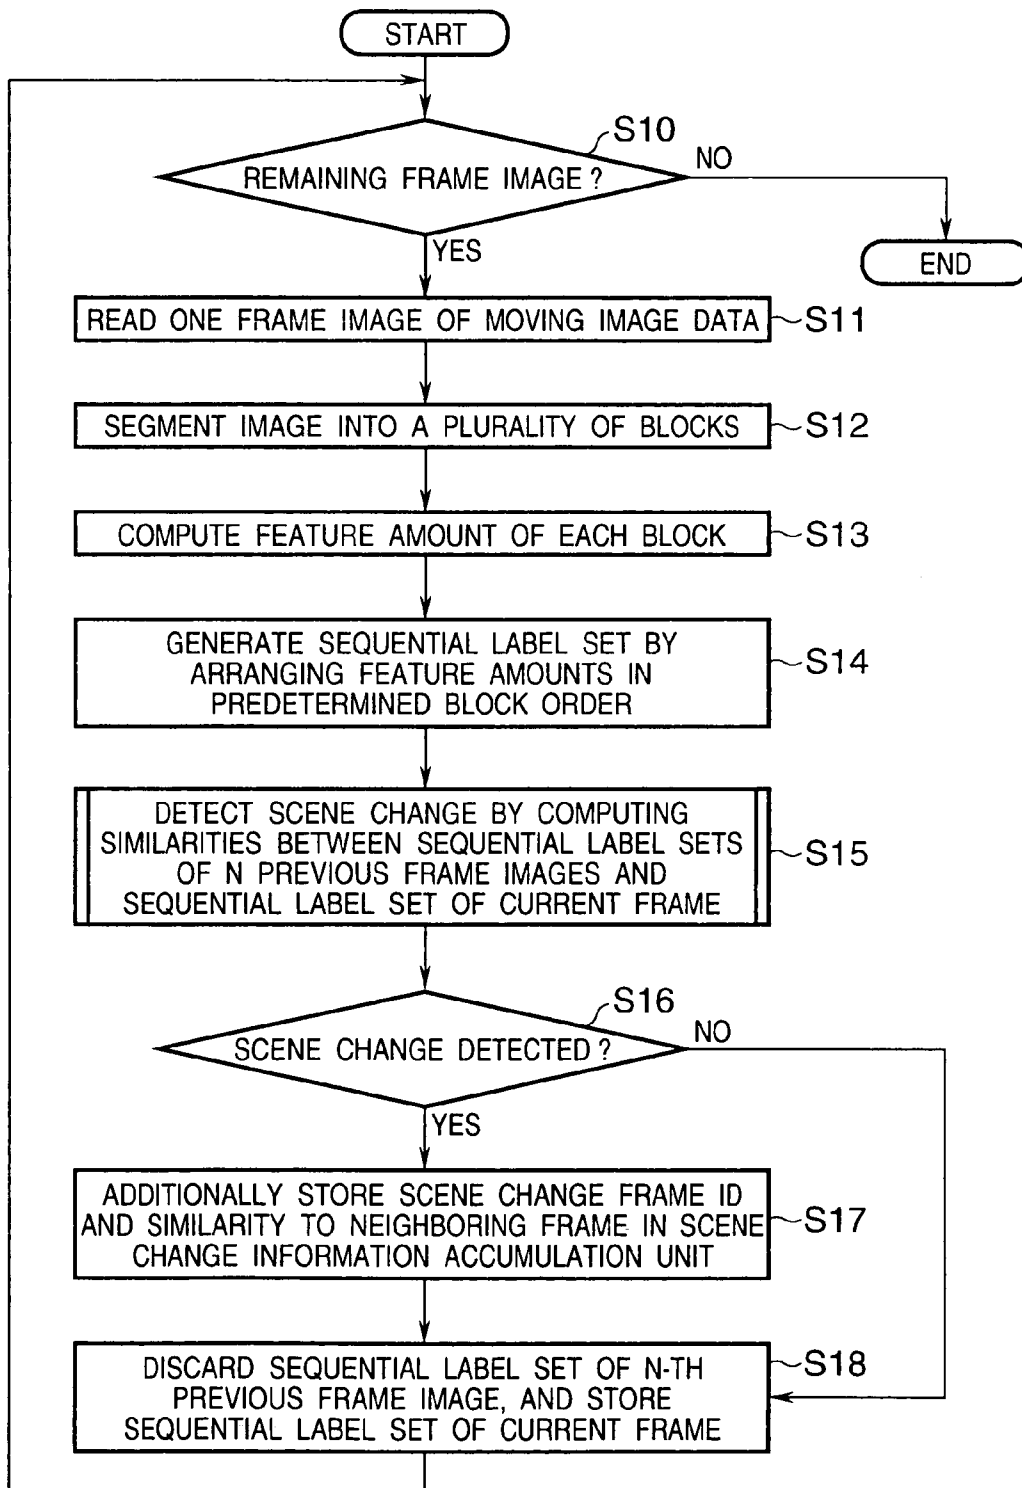 START
S10
REMAINING FRAME IMAGE ?
NO
YES
END
READ ONE FRAME IMAGE OF MOVING IMAGE DATA
S11
SEGMENT IMAGE INTO A PLURALITY OF BLOCKS
S12
COMPUTE FEATURE AMOUNT OF EACH BLOCK
S13
GENERATE SEQUENTIAL LABEL SET BY
ARRANGING FEATURE AMOUNTS IN
PREDETERMINED BLOCK ORDER
S14
DETECT SCENE CHANGE BY COMPUTING
SIMILARITIES BETWEEN SEQUENTIAL LABEL SETS
OF N PREVIOUS FRAME IMAGES AND
SEQUENTIAL LABEL SET OF CURRENT FRAME
S15
S16
SCENE CHANGE DETECTED ?
NO
YES
ADDITIONALLY STORE SCENE CHANGE FRAME ID
AND SIMILARITY TO NEIGHBORING FRAME IN SCENE
CHANGE INFORMATION ACCUMULATION UNIT
S17
DISCARD SEQUENTIAL LABEL SET OF N-TH
PREVIOUS FRAME IMAGE, AND STORE
SEQUENTIAL LABEL SET OF CURRENT FRAME
S18